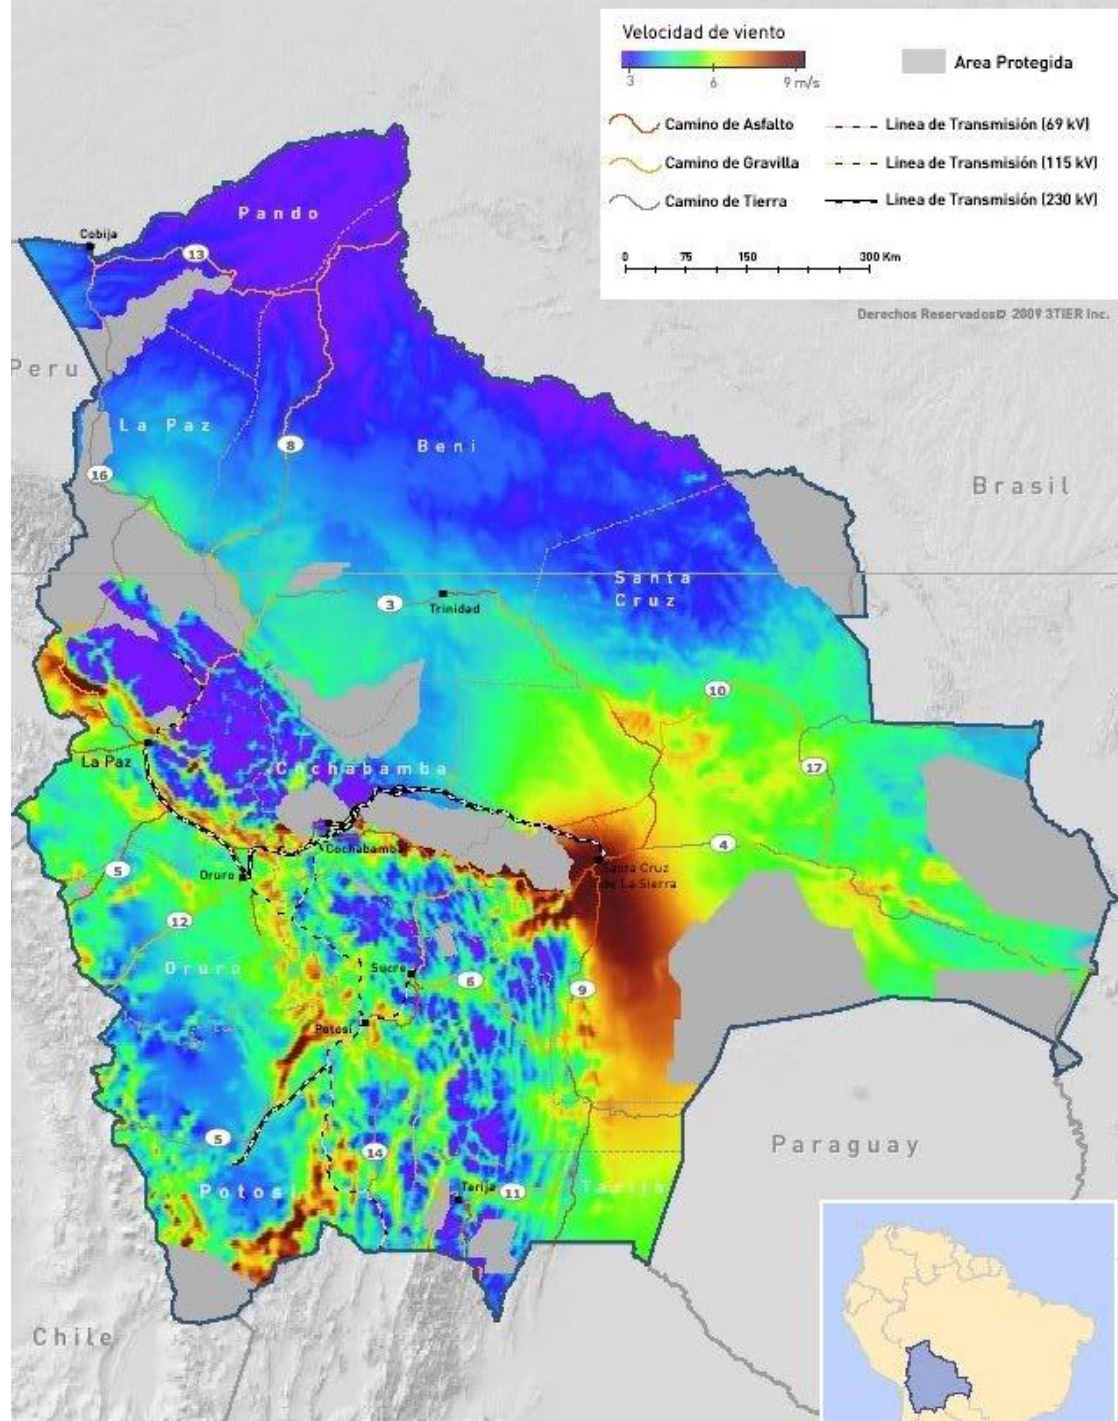 Velocidad de viento
3 6 9 m/s
Area Protegida
Camino de Asfalto
Linea de Transmisión (69 kV)
Camino de Gravilla
Linea de Transmisión (115 kV)
Camino de Tierra
Linea de Transmisión (230 kV)
0 75 150 300 Km
Derechos Reservados© 2009 3TIER Inc.
Pando
Cobija
13
Peru
La Paz
8
Beni
16
Brasil
Santa
Cruz
3
Trinidad
10
La Paz
17
Cochabamba
Cochabamba
4
Santa Cruz
de La Sierra
5
Oruro
12
Oruro
Sucre
6
9
Potosi
5
14
Paraguay
Potosi
Tarija
11
Tarija
Chile